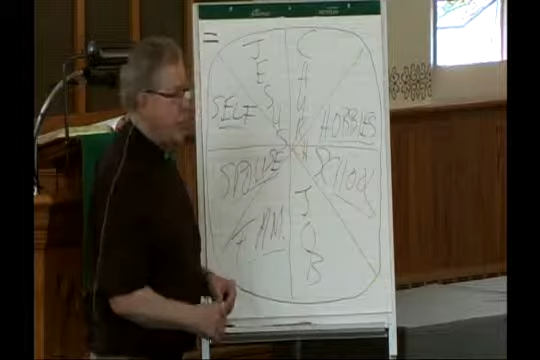 =
JESUS
CHURCH
SELF
HOBBIES
SPOUSE
SCHOOL
FAM.
JOB